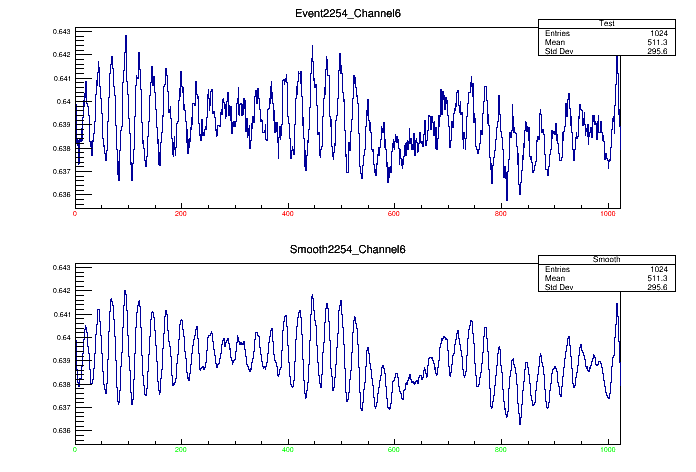 Event2254_Channel6
Test
Entries 1024
Mean 511.3
Std Dev 295.6
0.643
0.642
0.641
0.64
0.639
0.638
0.637
0.636
0 200 400 600 800 1000
Smooth2254_Channel6
Smooth
Entries 1024
Mean 511.3
Std Dev 295.6
0.643
0.642
0.641
0.64
0.639
0.638
0.637
0.636
0 200 400 600 800 1000